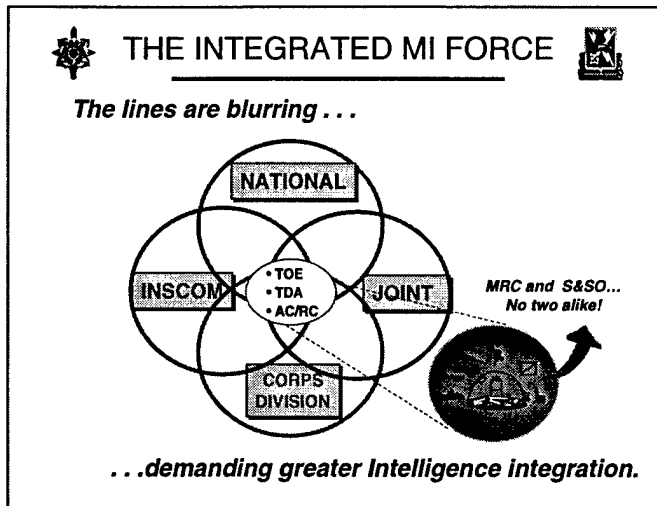 THE INTEGRATED MI FORCE
The lines are blurring . . .
NATIONAL
INSCOM
• TOE
• TDA
• AC/RC
JOINT
MRC and S&SO...
No two alike!
CORPS
DIVISION
. . .demanding greater Intelligence integration.